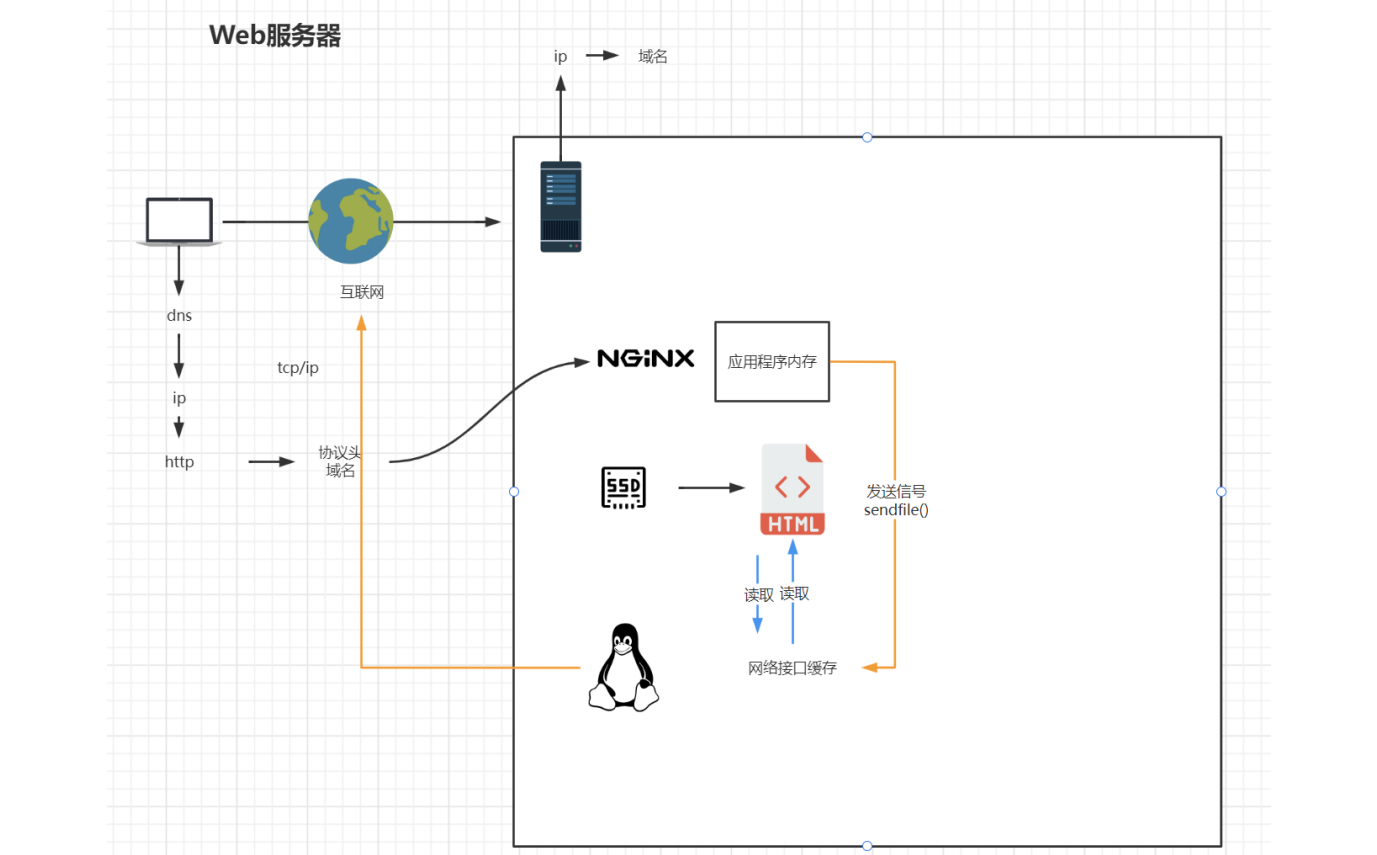 Web服务器
ip
域名
互联网
dns
tcp/ip
NGiNX
应用程序内存
ip
http
协议头
域名
SSD
HTML
发送信号
sendfile()
读取
读取
网络接口缓存